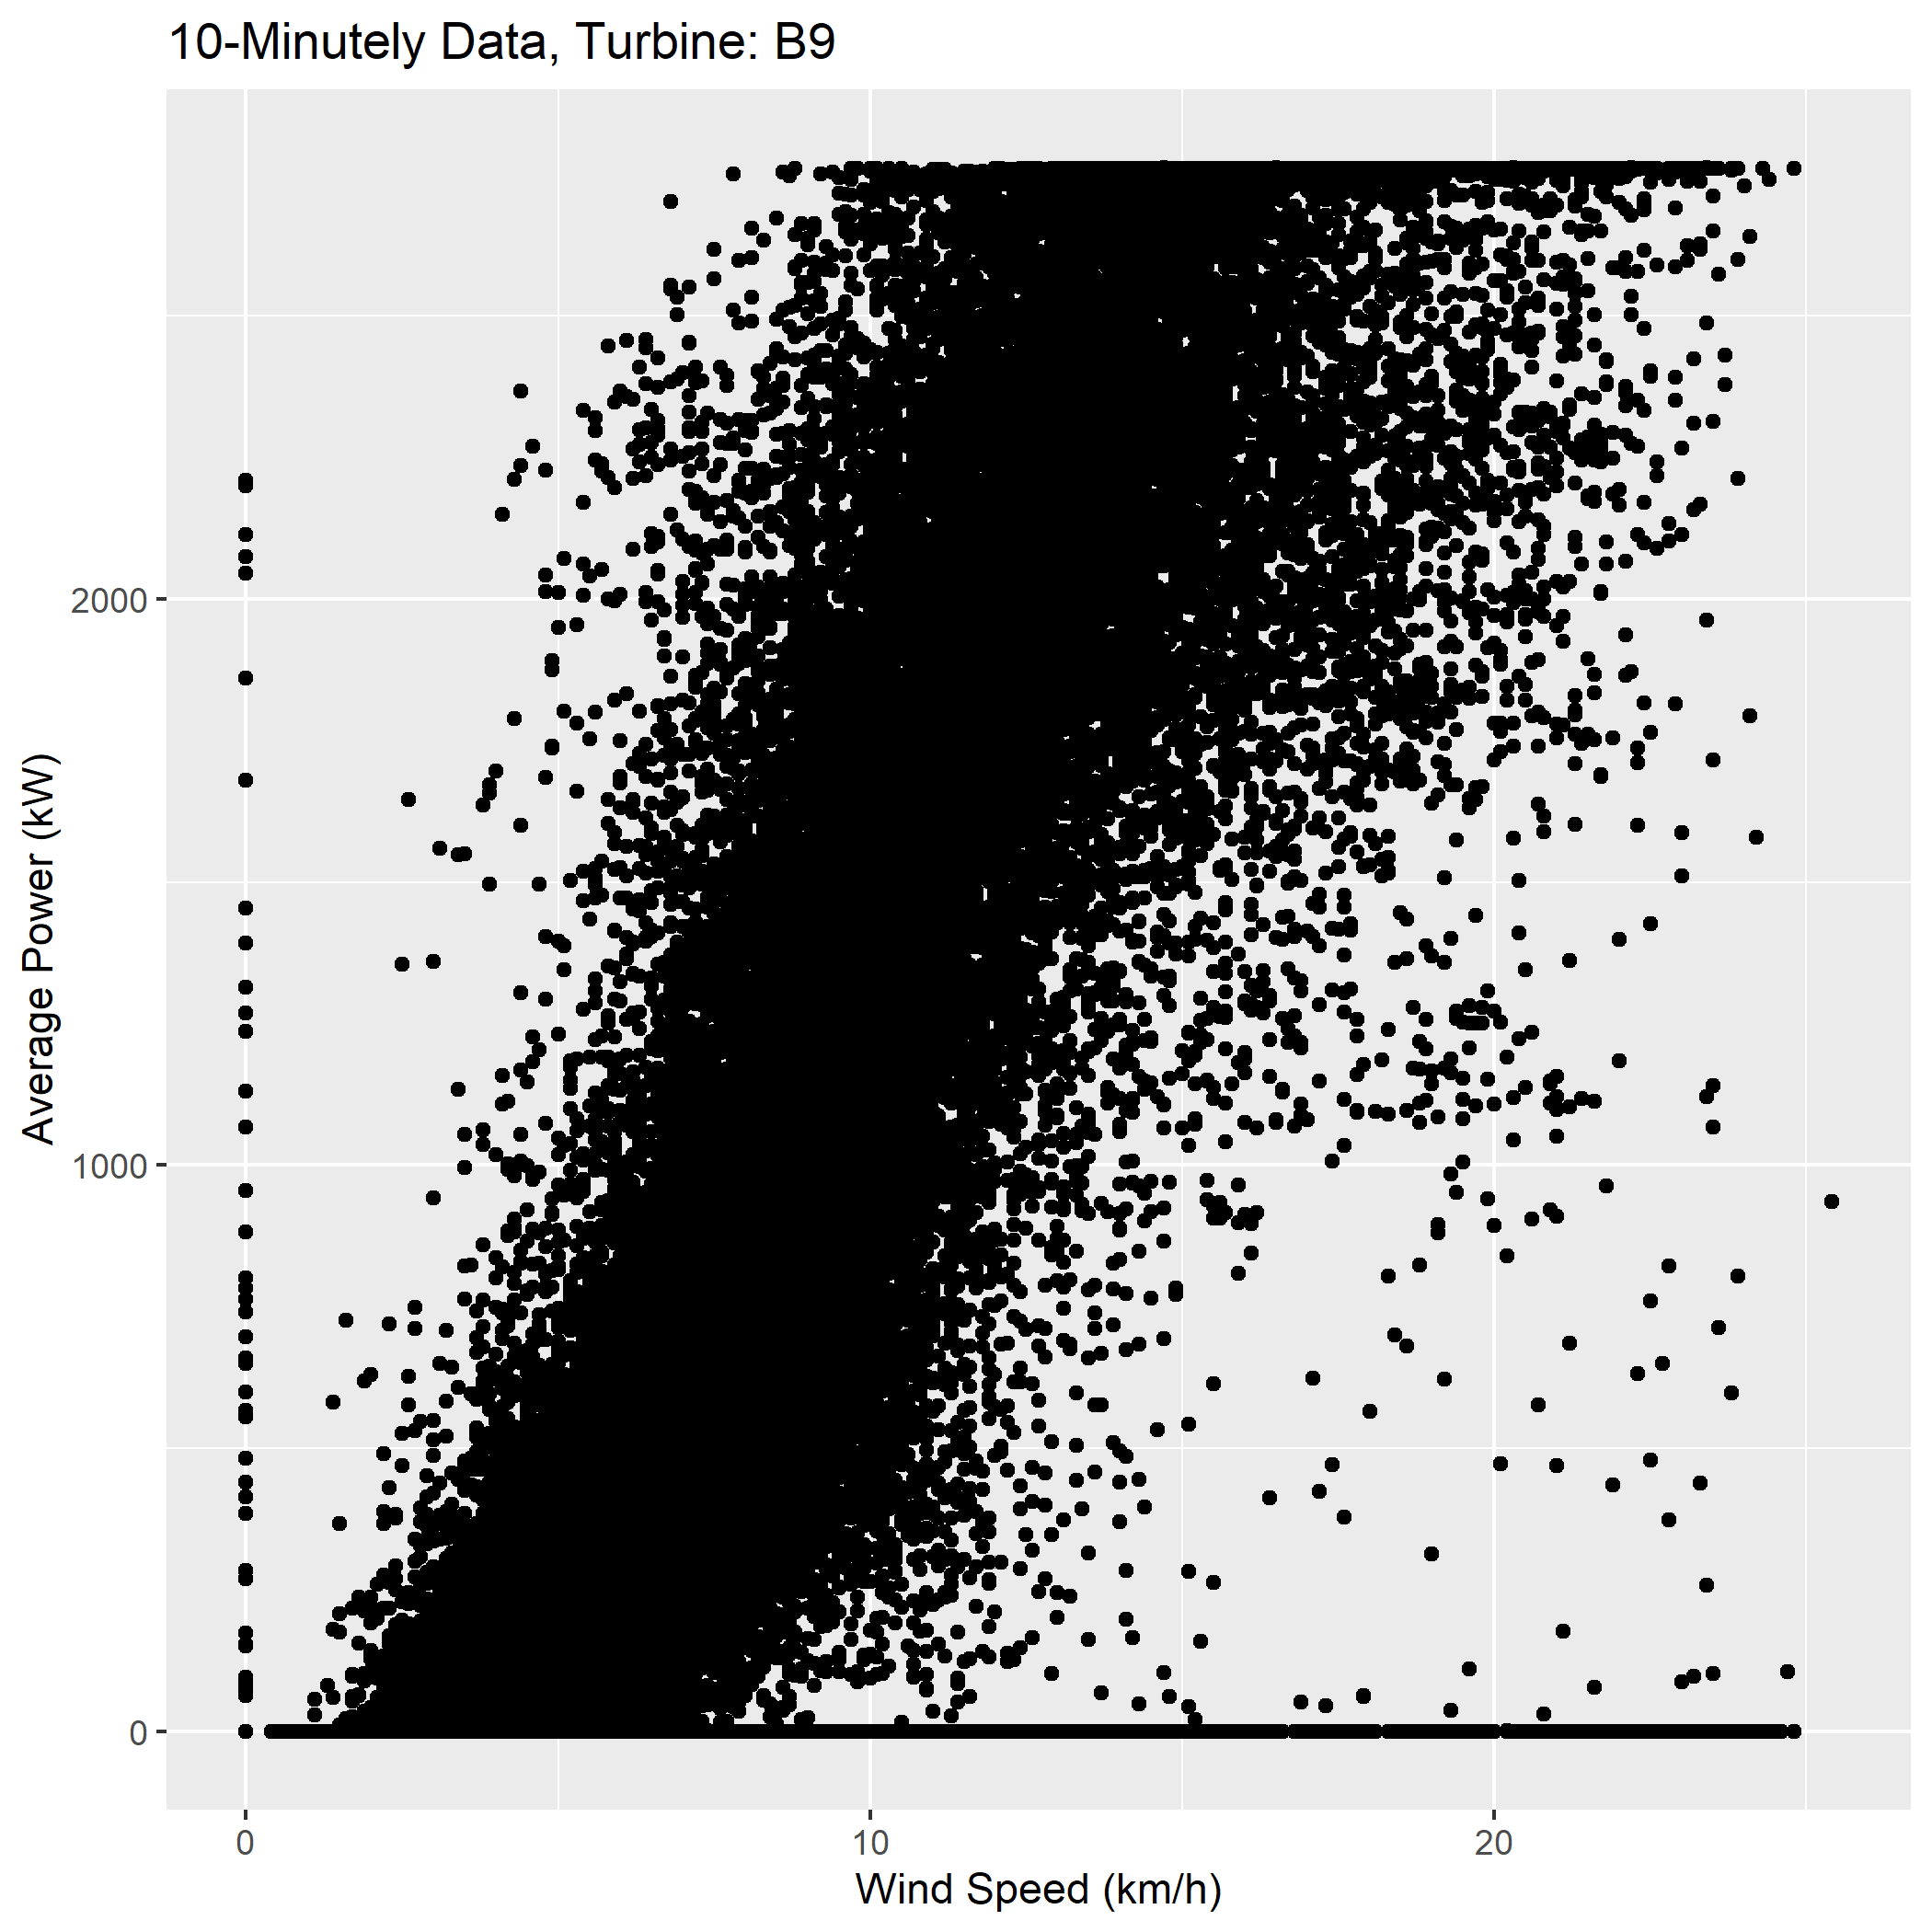 10-Minutely Data, Turbine: B9
Average Power (kW)
2000
1000
0
0 10 20
Wind Speed (km/h)